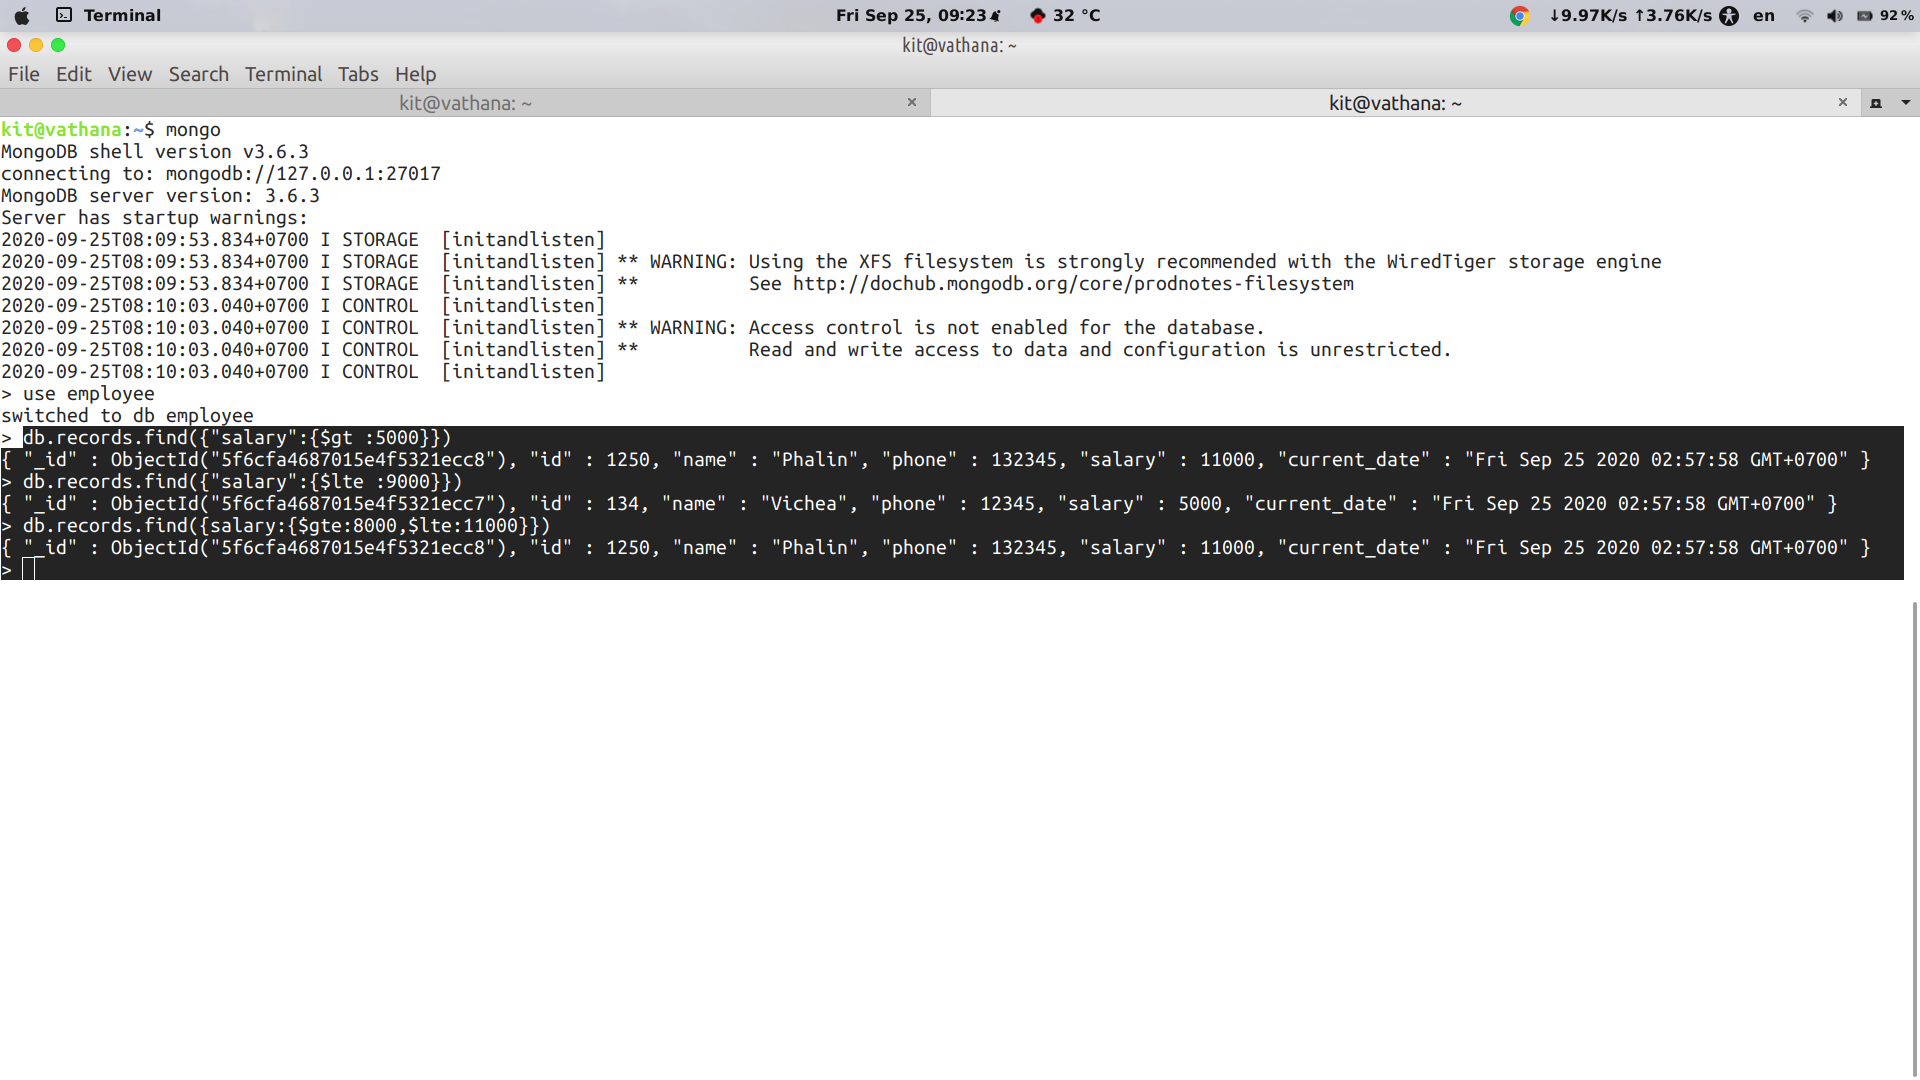 Terminal
Fri Sep 25, 09:23
32 °C
↓9.97K/s ↑3.76K/s
en
92 %
kit@vathana: ~
File Edit View Search Terminal Tabs Help
kit@vathana: ~
kit@vathana: ~
kit@vathana:~$ mongo
MongoDB shell version v3.6.3
connecting to: mongodb://127.0.0.1:27017
MongoDB server version: 3.6.3
Server has startup warnings:
2020-09-25T08:09:53.834+0700 I STORAGE  [initandlisten]
2020-09-25T08:09:53.834+0700 I STORAGE  [initandlisten] ** WARNING: Using the XFS filesystem is strongly recommended with the WiredTiger storage engine
2020-09-25T08:09:53.834+0700 I STORAGE  [initandlisten] **          See http://dochub.mongodb.org/core/prodnotes-filesystem
2020-09-25T08:10:03.040+0700 I CONTROL  [initandlisten]
2020-09-25T08:10:03.040+0700 I CONTROL  [initandlisten] ** WARNING: Access control is not enabled for the database.
2020-09-25T08:10:03.040+0700 I CONTROL  [initandlisten] **          Read and write access to data and configuration is unrestricted.
2020-09-25T08:10:03.040+0700 I CONTROL  [initandlisten]
> use employee
switched to db employee
> db.records.find({"salary":{$gt :5000}})
{ "_id" : ObjectId("5f6cfa4687015e4f5321ecc8"), "id" : 1250, "name" : "Phalin", "phone" : 132345, "salary" : 11000, "current_date" : "Fri Sep 25 2020 02:57:58 GMT+0700" }
> db.records.find({"salary":{$lte :9000}})
{ "_id" : ObjectId("5f6cfa4687015e4f5321ecc7"), "id" : 134, "name" : "Vichea", "phone" : 12345, "salary" : 5000, "current_date" : "Fri Sep 25 2020 02:57:58 GMT+0700" }
> db.records.find({salary:{$gte:8000,$lte:11000}})
{ "_id" : ObjectId("5f6cfa4687015e4f5321ecc8"), "id" : 1250, "name" : "Phalin", "phone" : 132345, "salary" : 11000, "current_date" : "Fri Sep 25 2020 02:57:58 GMT+0700" }
>